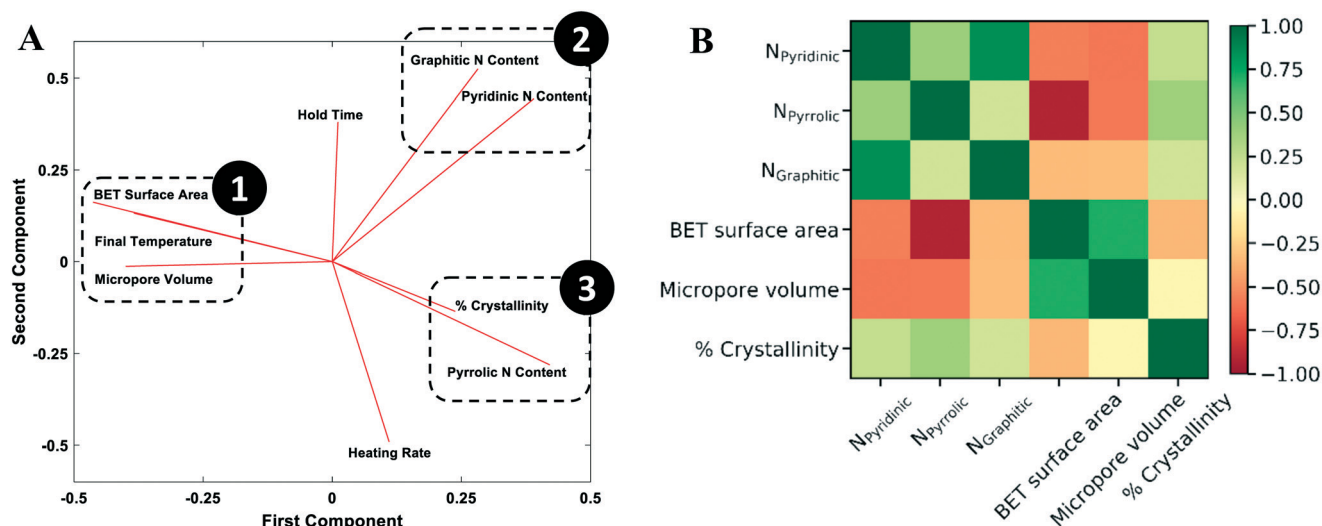 A
2
Graphitic N Content
Pyridinic N Content
Hold Time
1
BET Surface Area
Final Temperature
Micropore Volume
3
% Crystallinity
Pyrrolic N Content
Heating Rate
Second Component
0.5
0.25
0
-0.25
-0.5
-0.5
-0.25
0
0.25
0.5
First Component
B
NPyridinic
NPyrrolic
NGraphitic
BET surface area
Micropore volume
% Crystallinity
NPyridinic
NPyrrolic
NGraphitic
BET surface area
Micropore volume
% Crystallinity
1.00
0.75
0.50
0.25
0.00
−0.25
−0.50
−0.75
−1.00